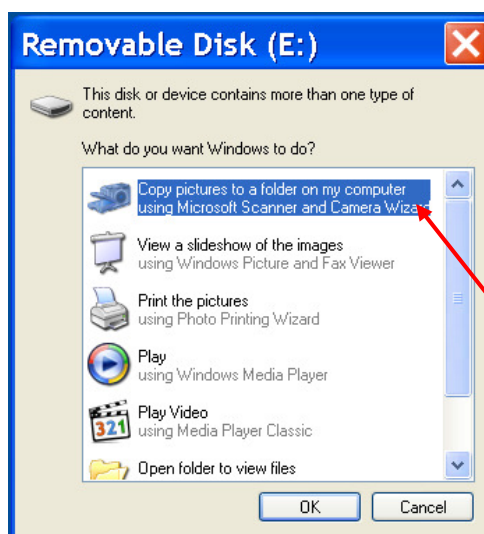 Removable Disk (E:)
This disk or device contains more than one type of
content.
What do you want Windows to do?
Copy pictures to a folder on my computer
using Microsoft Scanner and Camera Wizard
View a slideshow of the images
using Windows Picture and Fax Viewer
Print the pictures
using Photo Printing Wizard
Play
using Windows Media Player
321
Play Video
using Media Player Classic
Open folder to view files
OK
Cancel